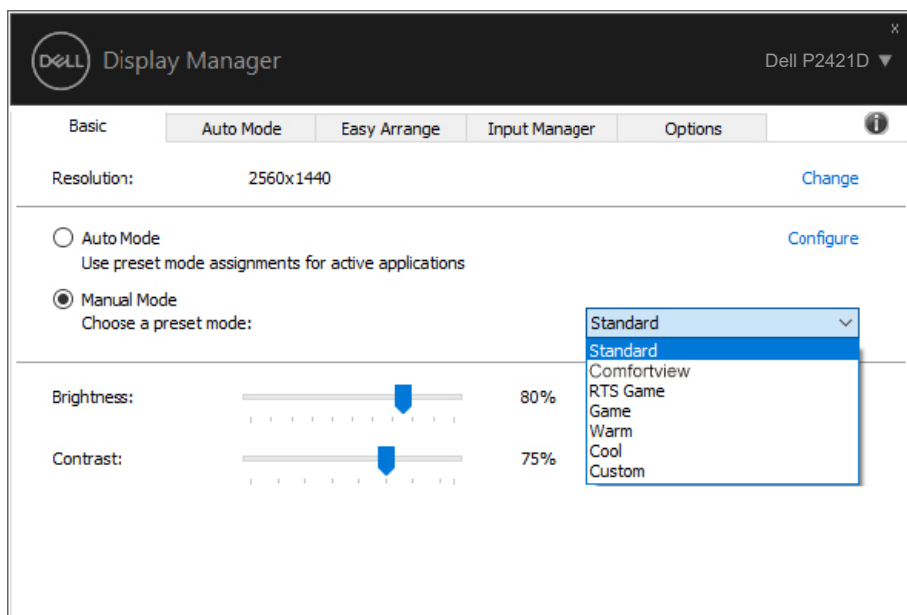 x
DELL Display Manager
Dell P2421D ▼
Basic Auto Mode Easy Arrange Input Manager Options i
Resolution: 2560x1440 Change
Auto Mode Configure
Use preset mode assignments for active applications
Manual Mode
Choose a preset mode: Standard
Standard
Comfortview
RTS Game
Game
Warm
Cool
Custom
Brightness: 80%
Contrast: 75%